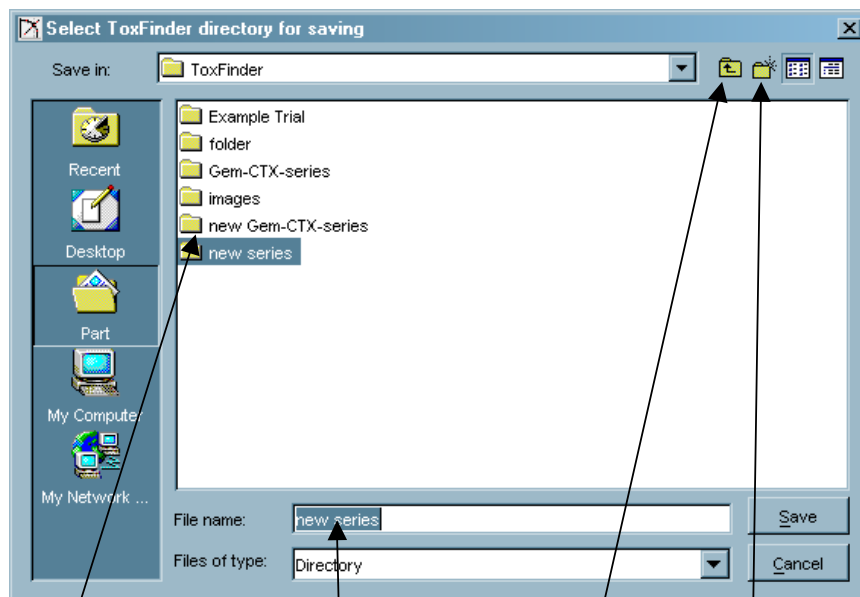 Select ToxFinder directory for saving
Save in:
ToxFinder
Recent
Desktop
Part
My Computer
My Network ...
Example Trial
folder
Gem-CTX-series
images
new Gem-CTX-series
new series
File name:
new series
Save
Files of type:
Directory
Cancel